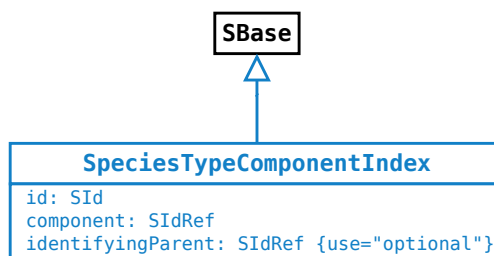 SBase
SpeciesTypeComponentIndex
id: SId
component: SIdRef
identifyingParent: SIdRef {use="optional"}